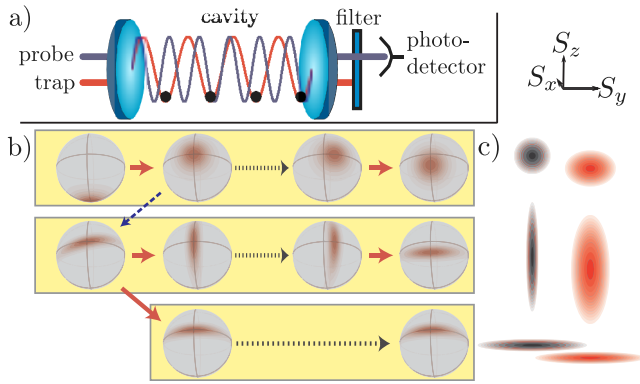 a)
cavity
filter
probe
trap
photo-
detector
S_z
S_x
S_y
b)
c)